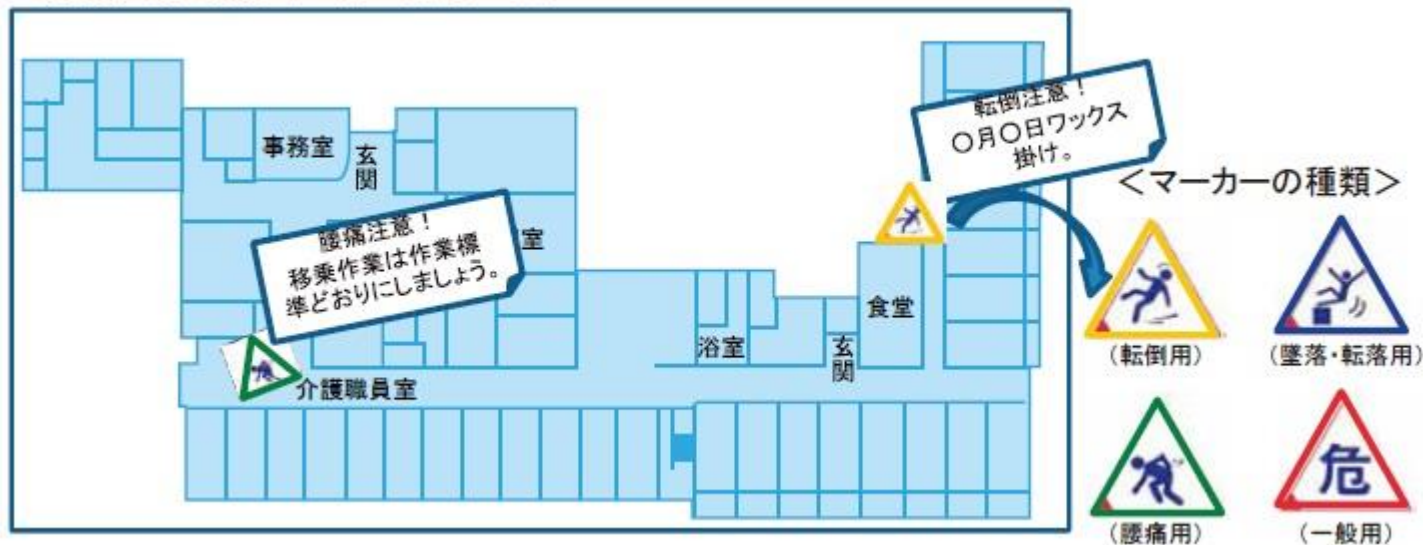 事務室
玄
関
転倒注意！
〇月〇日ワックス
掛け。
腰痛注意！
移乗作業は作業標
準どおりにしましょう。
室
＜マーカーの種類＞
食堂
浴室
玄
関
介護職員室
（転倒用）
（墜落・転落用）
危
（腰痛用）
（一般用）